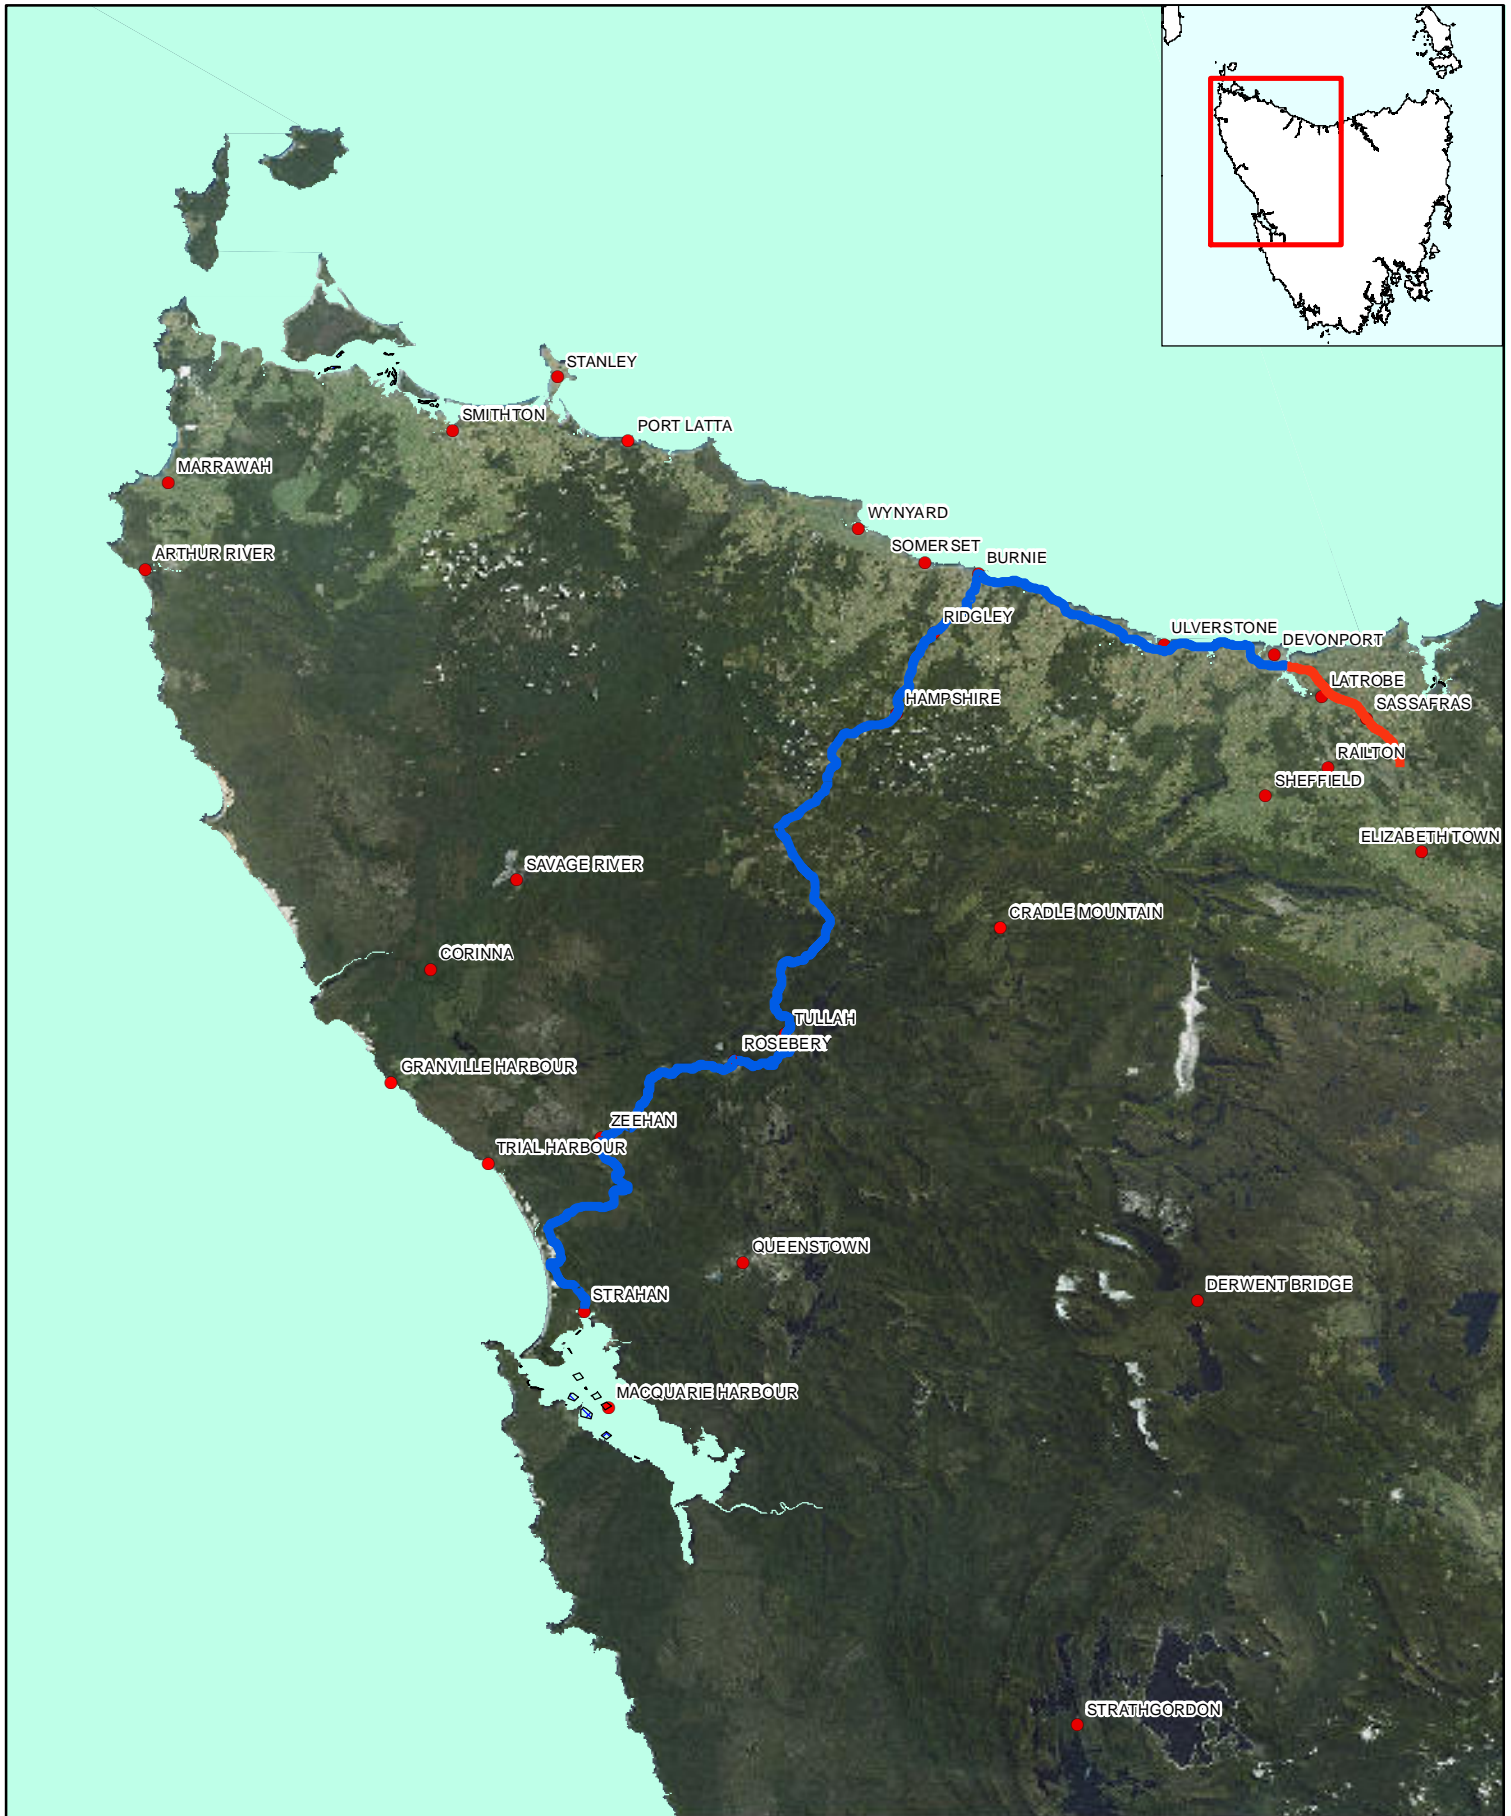 STANLEY
SMITHTON
PORT LATTA
MARRAWAH
WYNYARD
SOMERSET
ARTHUR RIVER
BURNIE
RIDGLEY
ULVERSTONE
DEVONPORT
LATROBE
HAMPSHIRE
SASSAFRAS
RAILTON
SHEFFIELD
ELIZABETH TOWN
SAVAGE RIVER
CRADLE MOUNTAIN
CORINNA
TULLAH
ROSEBERY
GRANVILLE HARBOUR
ZEEHAN
TRIAL HARBOUR
QUEENSTOWN
DERWENT BRIDGE
STRAHAN
MACQUARIE HARBOUR
STRATHGORDON